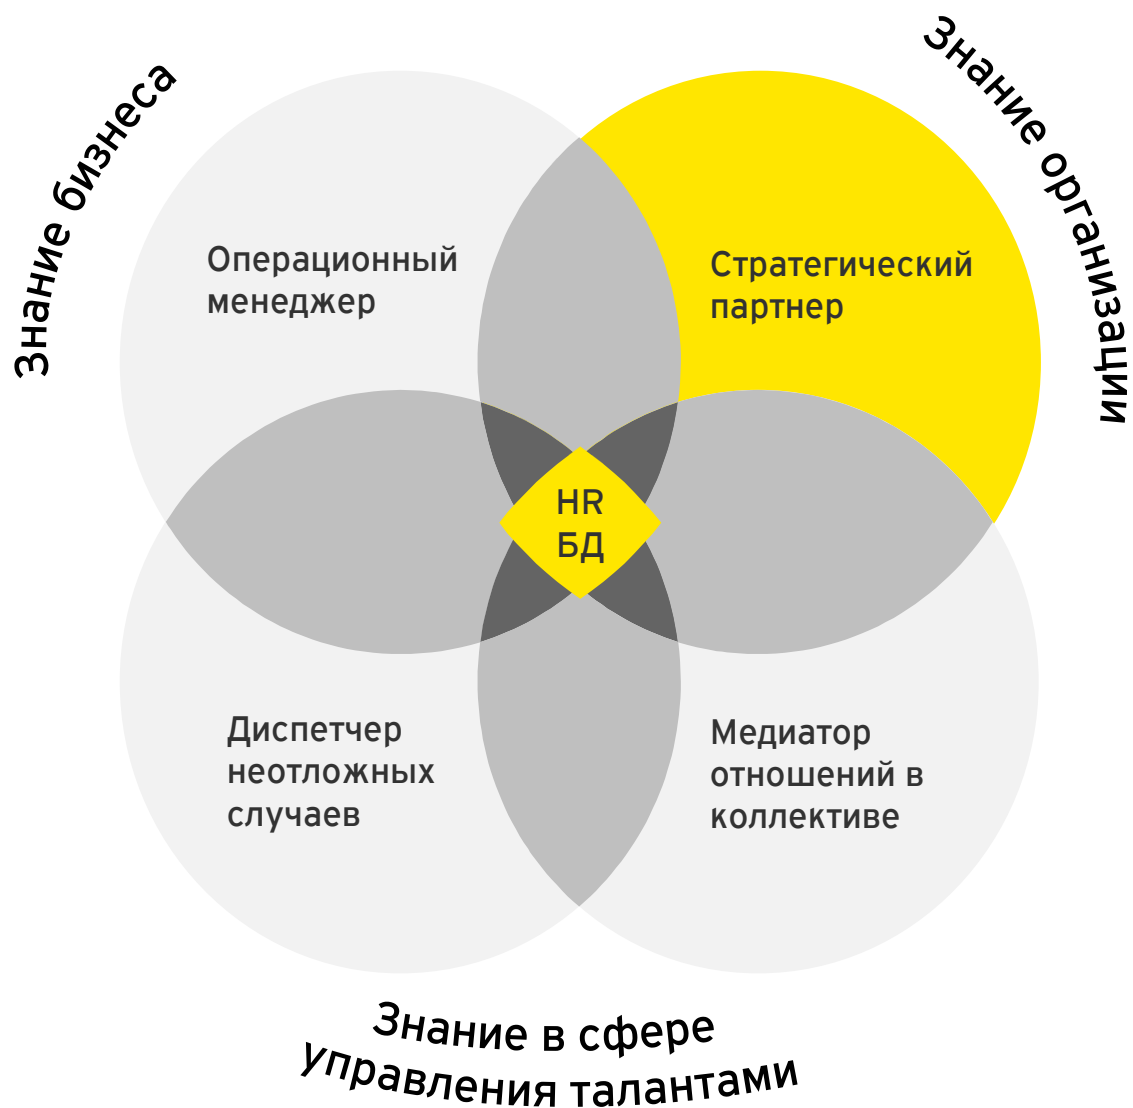 Знание бизнеса
Знание организации
Операционный
менеджер
Стратегический
партнер
HR
БД
Диспетчер
неотложных
случаев
Медиатор
отношений в
коллективе
Знание в сфере
управления талантами